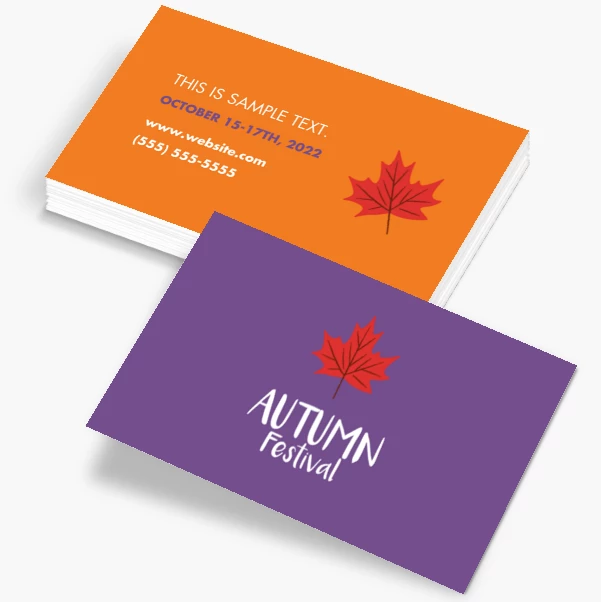 THIS IS SAMPLE TEXT.
OCTOBER 15-17TH, 2022
www.website.com
(555) 555-5555
AUTUMN
Festival